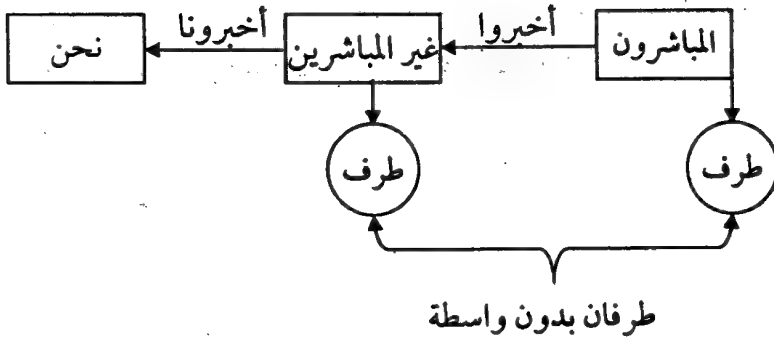 أخبروا
أخبرونا
المباشرون
غير المباشرين
نحن
طرف
طرف
طرفان بدون واسطة